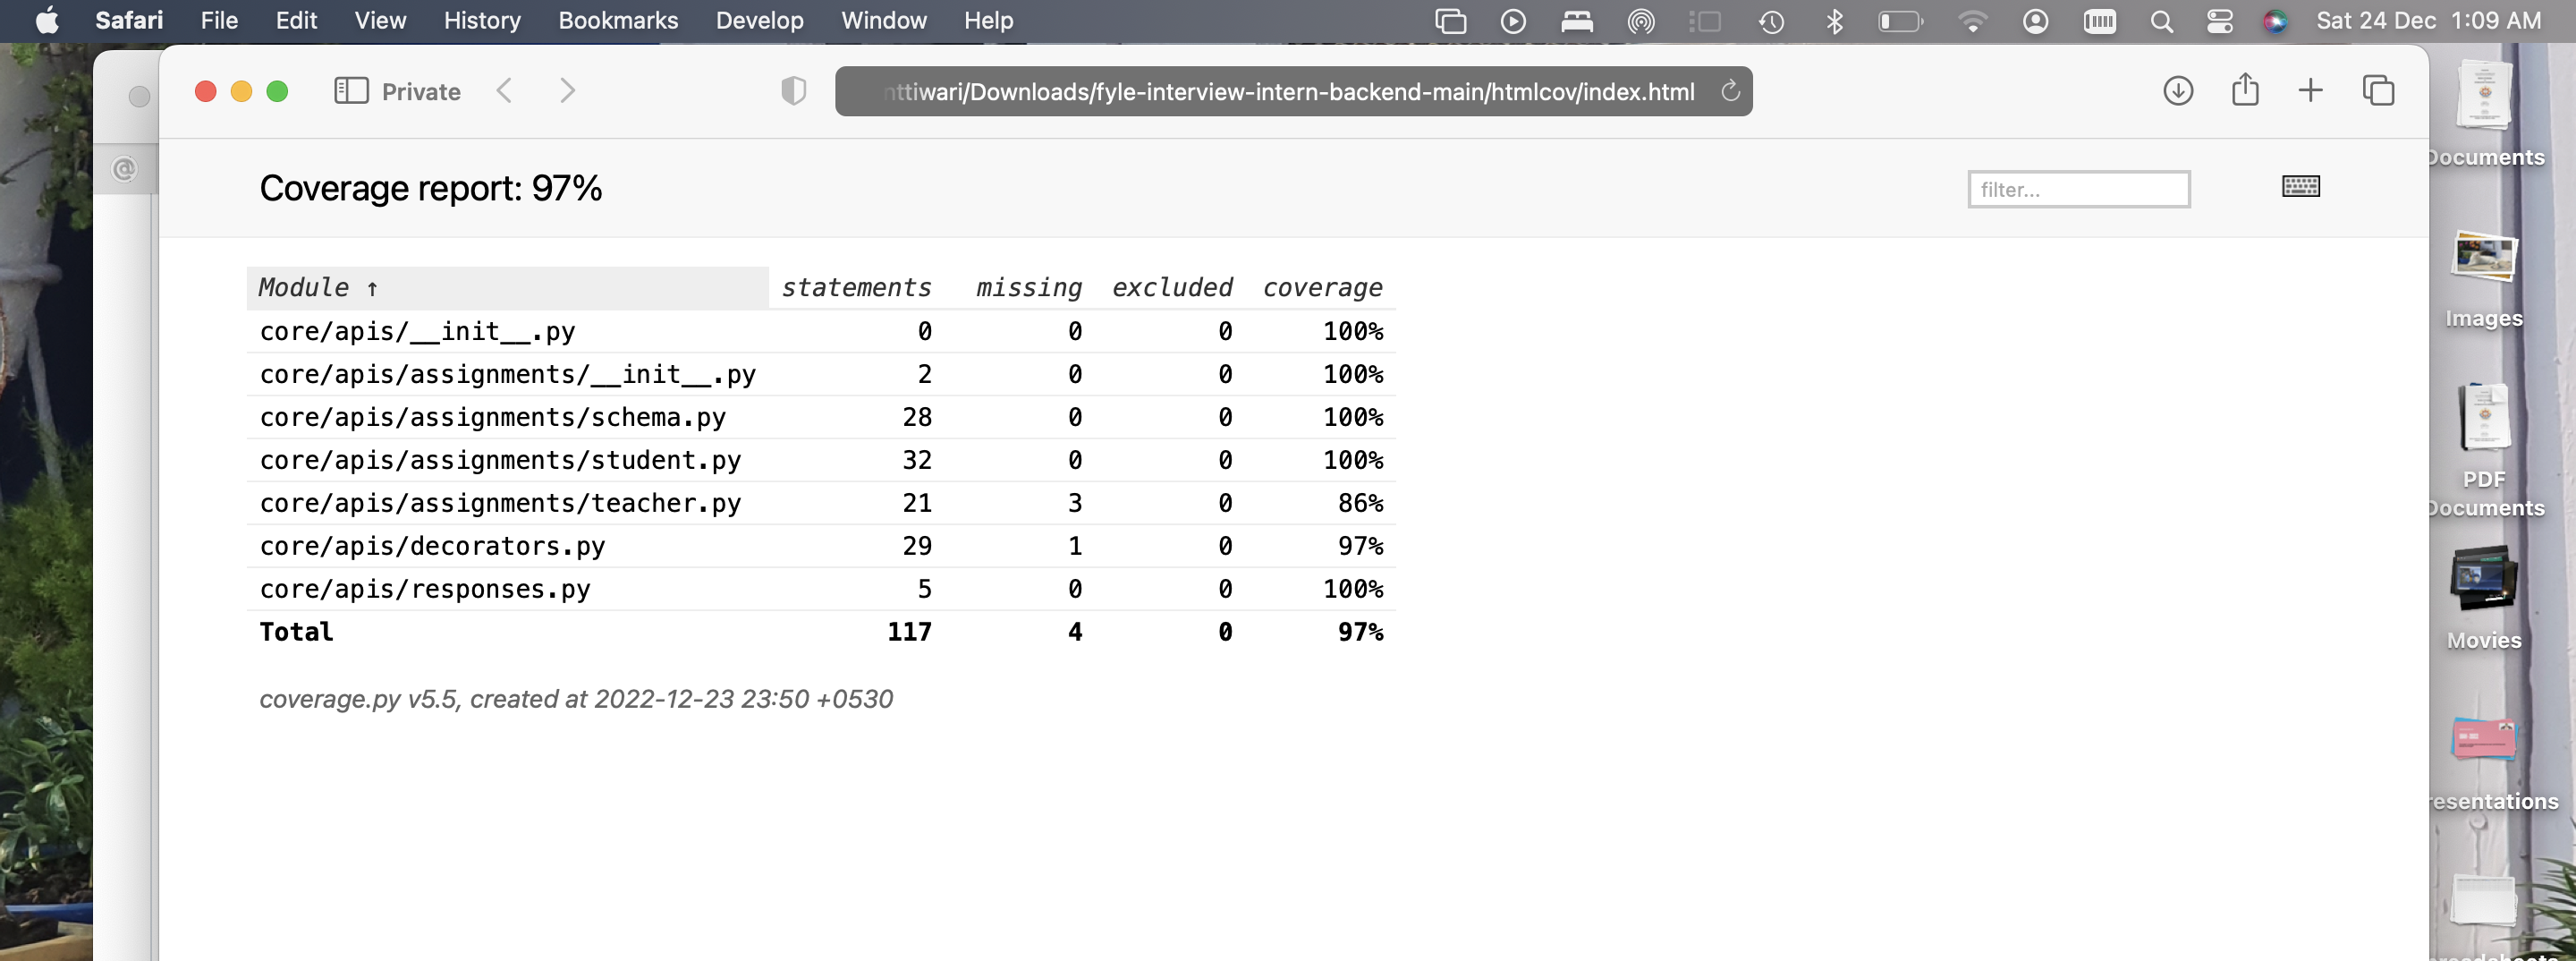 Safari File Edit View History Bookmarks Develop Window Help Sat 24 Dec 1:09 AM
Private nttiwari/Downloads/fyle-interview-intern-backend-main/htmlcov/index.html
@
Coverage report: 97% filter...
Module ↑ statements missing excluded coverage
core/apis/__init__.py 0 0 0 100%
core/apis/assignments/__init__.py 2 0 0 100%
core/apis/assignments/schema.py 28 0 0 100%
core/apis/assignments/student.py 32 0 0 100%
core/apis/assignments/teacher.py 21 3 0 86%
core/apis/decorators.py 29 1 0 97%
core/apis/responses.py 5 0 0 100%
Total 117 4 0 97%
coverage.py v5.5, created at 2022-12-23 23:50 +0530
Documents
Images
PDF
Documents
Movies
resentations